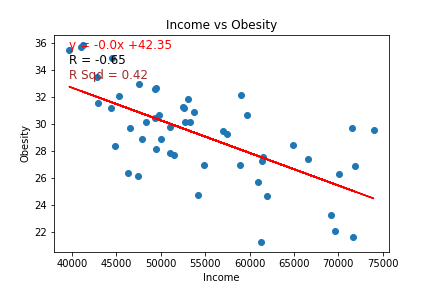 Income vs Obesity
y = -0.0x +42.35
R = -0.65
R Sqd = 0.42
Obesity
36
34
32
30
28
26
24
22
40000 45000 50000 55000 60000 65000 70000 75000
Income